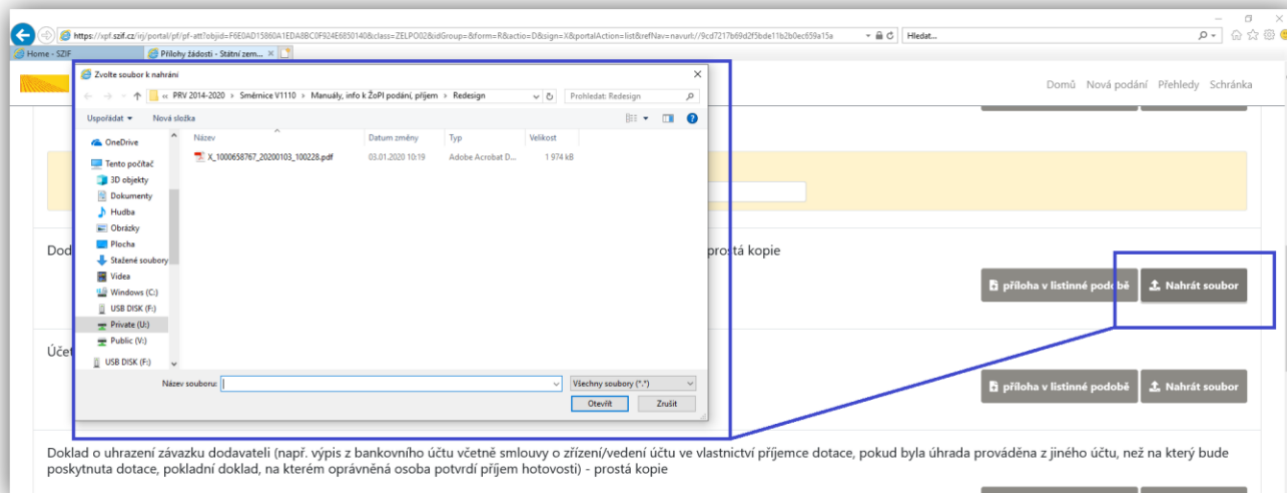 https://xpf.szif.cz/irj/portal/pf/pf-att?objid=F6E0AD15860A1EDA8BC0F924E6850140&class=ZELPO02&idGroup=&form=R&action=D&sign=X&portalAction=list&refNav=navurl://9cd7217b69d2f5bde11b2b0ec659a15a
Hledat...
Home - SZIF
Přílohy žádosti - Státní zem...
Domů Nová podání Přehledy Schránka
Zvolte soubor k nahrání
« PRV 2014-2020 > Směrnice V1110 > Manuály, info k ŽoPl podání, příjem > Redesign
Prohledat: Redesign
Uspořádat Nová složka
Název Datum změny Typ Velikost
X_1000658767_20200103_100228.pdf 03.01.2020 10:19 Adobe Acrobat D... 1 974 kB
OneDrive
Tento počítač
3D objekty
Dokumenty
Hudba
Obrázky
Plocha
Stažené soubory
Videa
Windows (C:)
USB DISK (F:)
Private (U:)
Public (V:)
USB DISK (F:)
Název souboru:
Všechny soubory (*.*)
Otevřít Zrušit
Dod
prostá kopie
příloha v listinné podobě Nahrát soubor
Účet
příloha v listinné podobě Nahrát soubor
Doklad o uhrazení závazku dodavateli (např. výpis z bankovního účtu včetně smlouvy o zřízení/vedení účtu ve vlastnictví příjemce dotace, pokud byla úhrada prováděna z jiného účtu, než na který bude
poskytnuta dotace, pokladní doklad, na kterém oprávněná osoba potvrdí příjem hotovosti) - prostá kopie